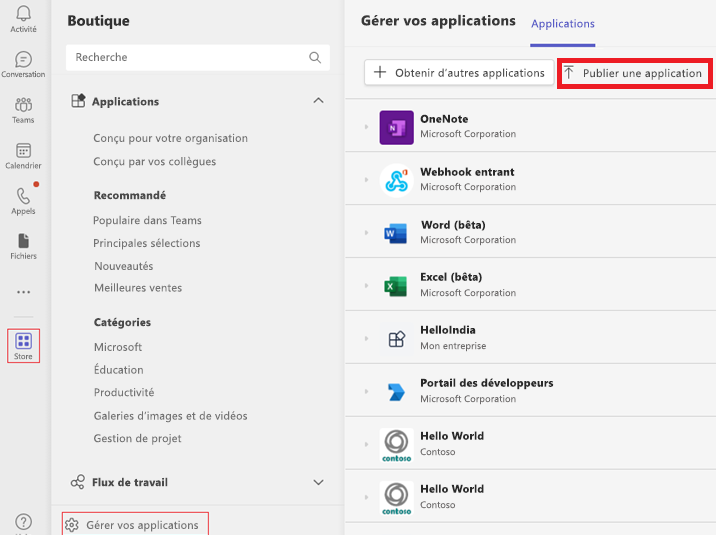 Activité
Conversation
Teams
Calendrier
Appels
Fichiers
Store
Boutique
Recherche
Applications
Conçu pour votre organisation
Conçu par vos collègues
Recommandé
Populaire dans Teams
Principales sélections
Nouveautés
Meilleures ventes
Catégories
Microsoft
Éducation
Productivité
Galeries d'images et de vidéos
Gestion de projet
Flux de travail
Gérer vos applications
Gérer vos applications
Applications
Obtenir d'autres applications
Publier une application
OneNote
Microsoft Corporation
Webhook entrant
Microsoft Corporation
Word (bêta)
Microsoft Corporation
Excel (bêta)
Microsoft Corporation
HelloIndia
Mon entreprise
Portail des développeurs
Microsoft Corporation
Hello World
Contoso
contoso
Hello World
Contoso
contoso